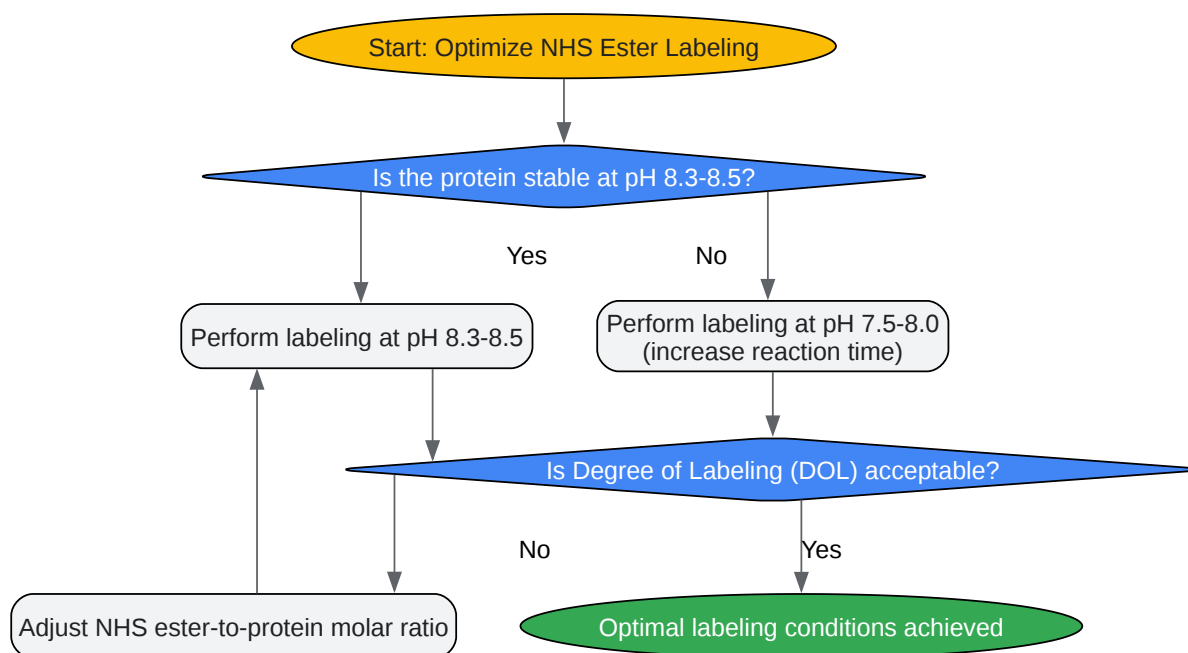 Start: Optimize NHS Ester Labeling
Is the protein stable at pH 8.3-8.5?
Yes
No
Perform labeling at pH 8.3-8.5
Perform labeling at pH 7.5-8.0
(increase reaction time)
Is Degree of Labeling (DOL) acceptable?
No
Yes
Adjust NHS ester-to-protein molar ratio
Optimal labeling conditions achieved